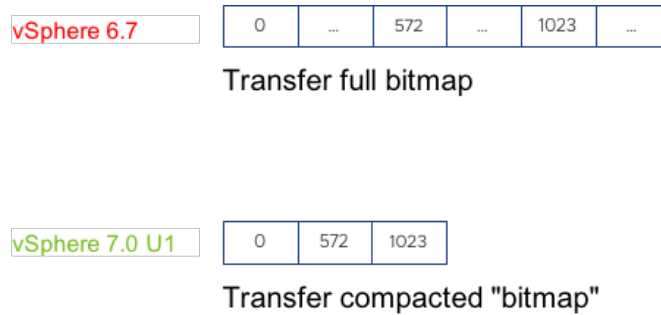 vSphere 6.7 0 ... 572 ... 1023 ...
Transfer full bitmap
vSphere 7.0 U1 0 572 1023
Transfer compacted "bitmap"